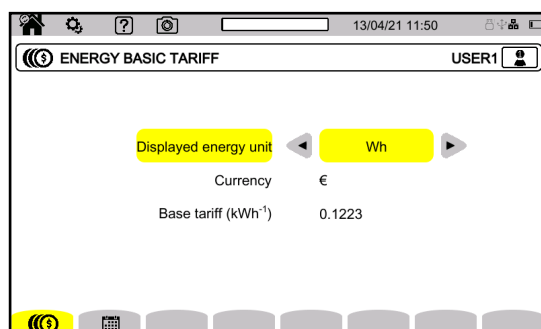 13/04/21 11:50
ENERGY BASIC TARIFF
USER1
Displayed energy unit
Wh
Currency
€
Base tariff (kWh⁻¹)
0.1223